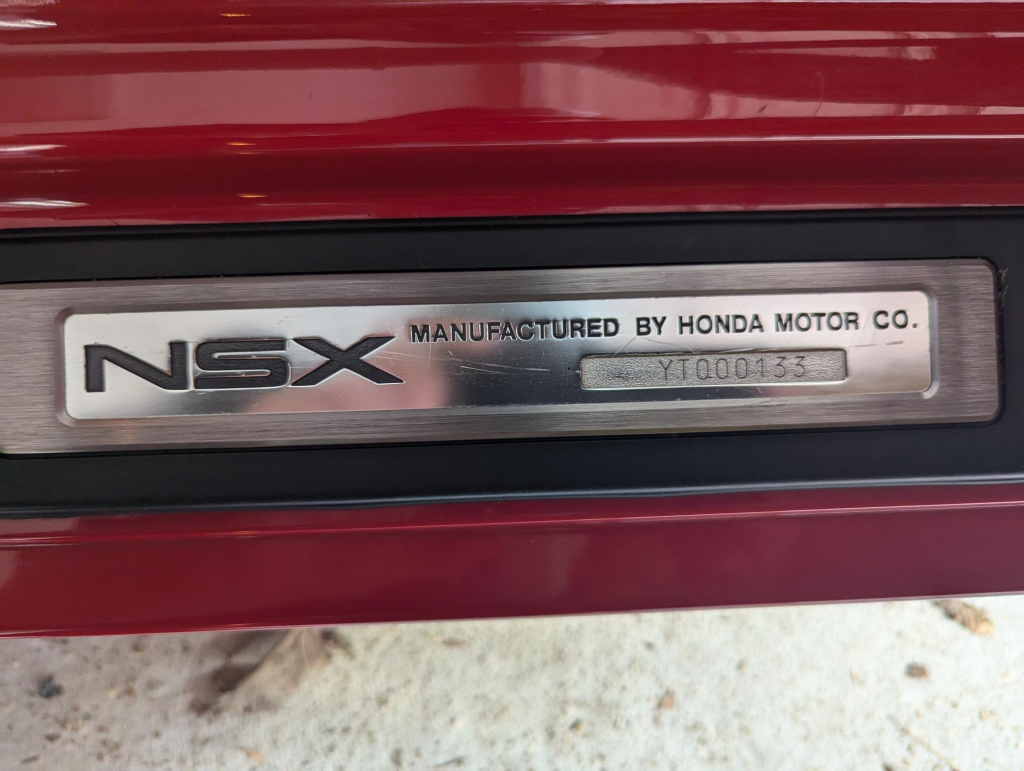 NSX MANUFACTURED BY HONDA MOTOR CO.
YT000133